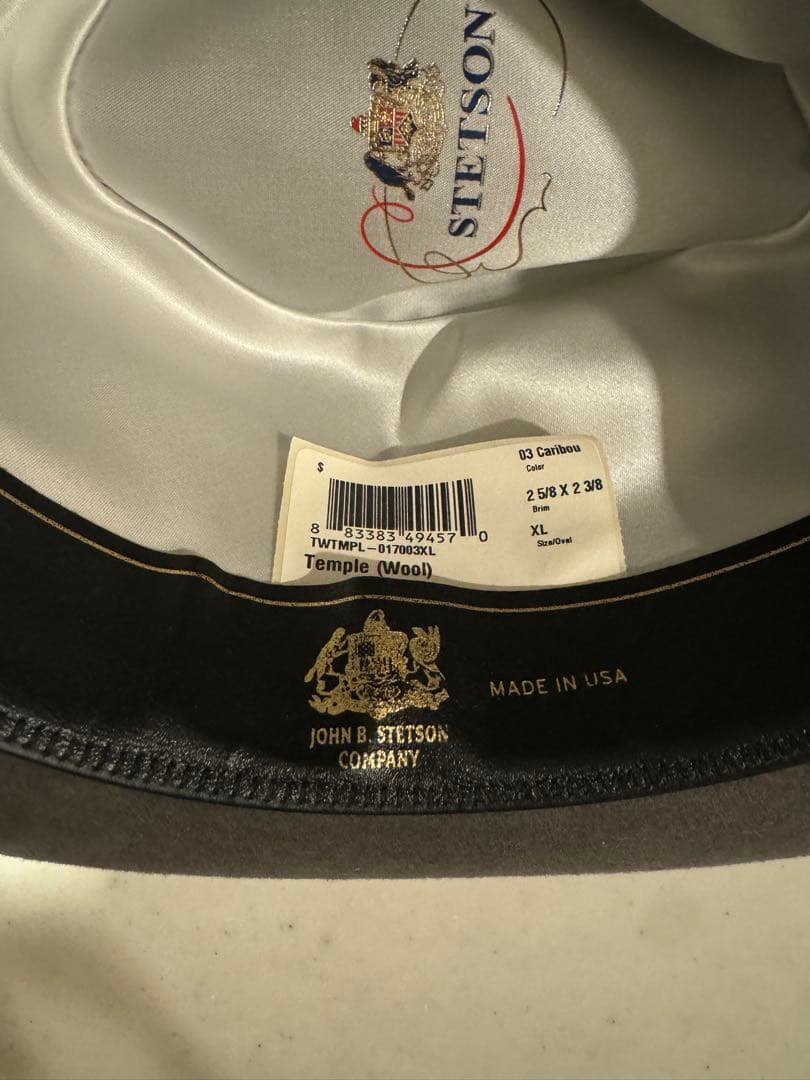 STETSON
$
03 Caribou
Color
2 5/8 X 2 3/8
Brim
XL
Size/Oval
8 83383 49457 0
TWTMPL-017003XL
Temple (Wool)
MADE IN USA
JOHN B. STETSON
COMPANY